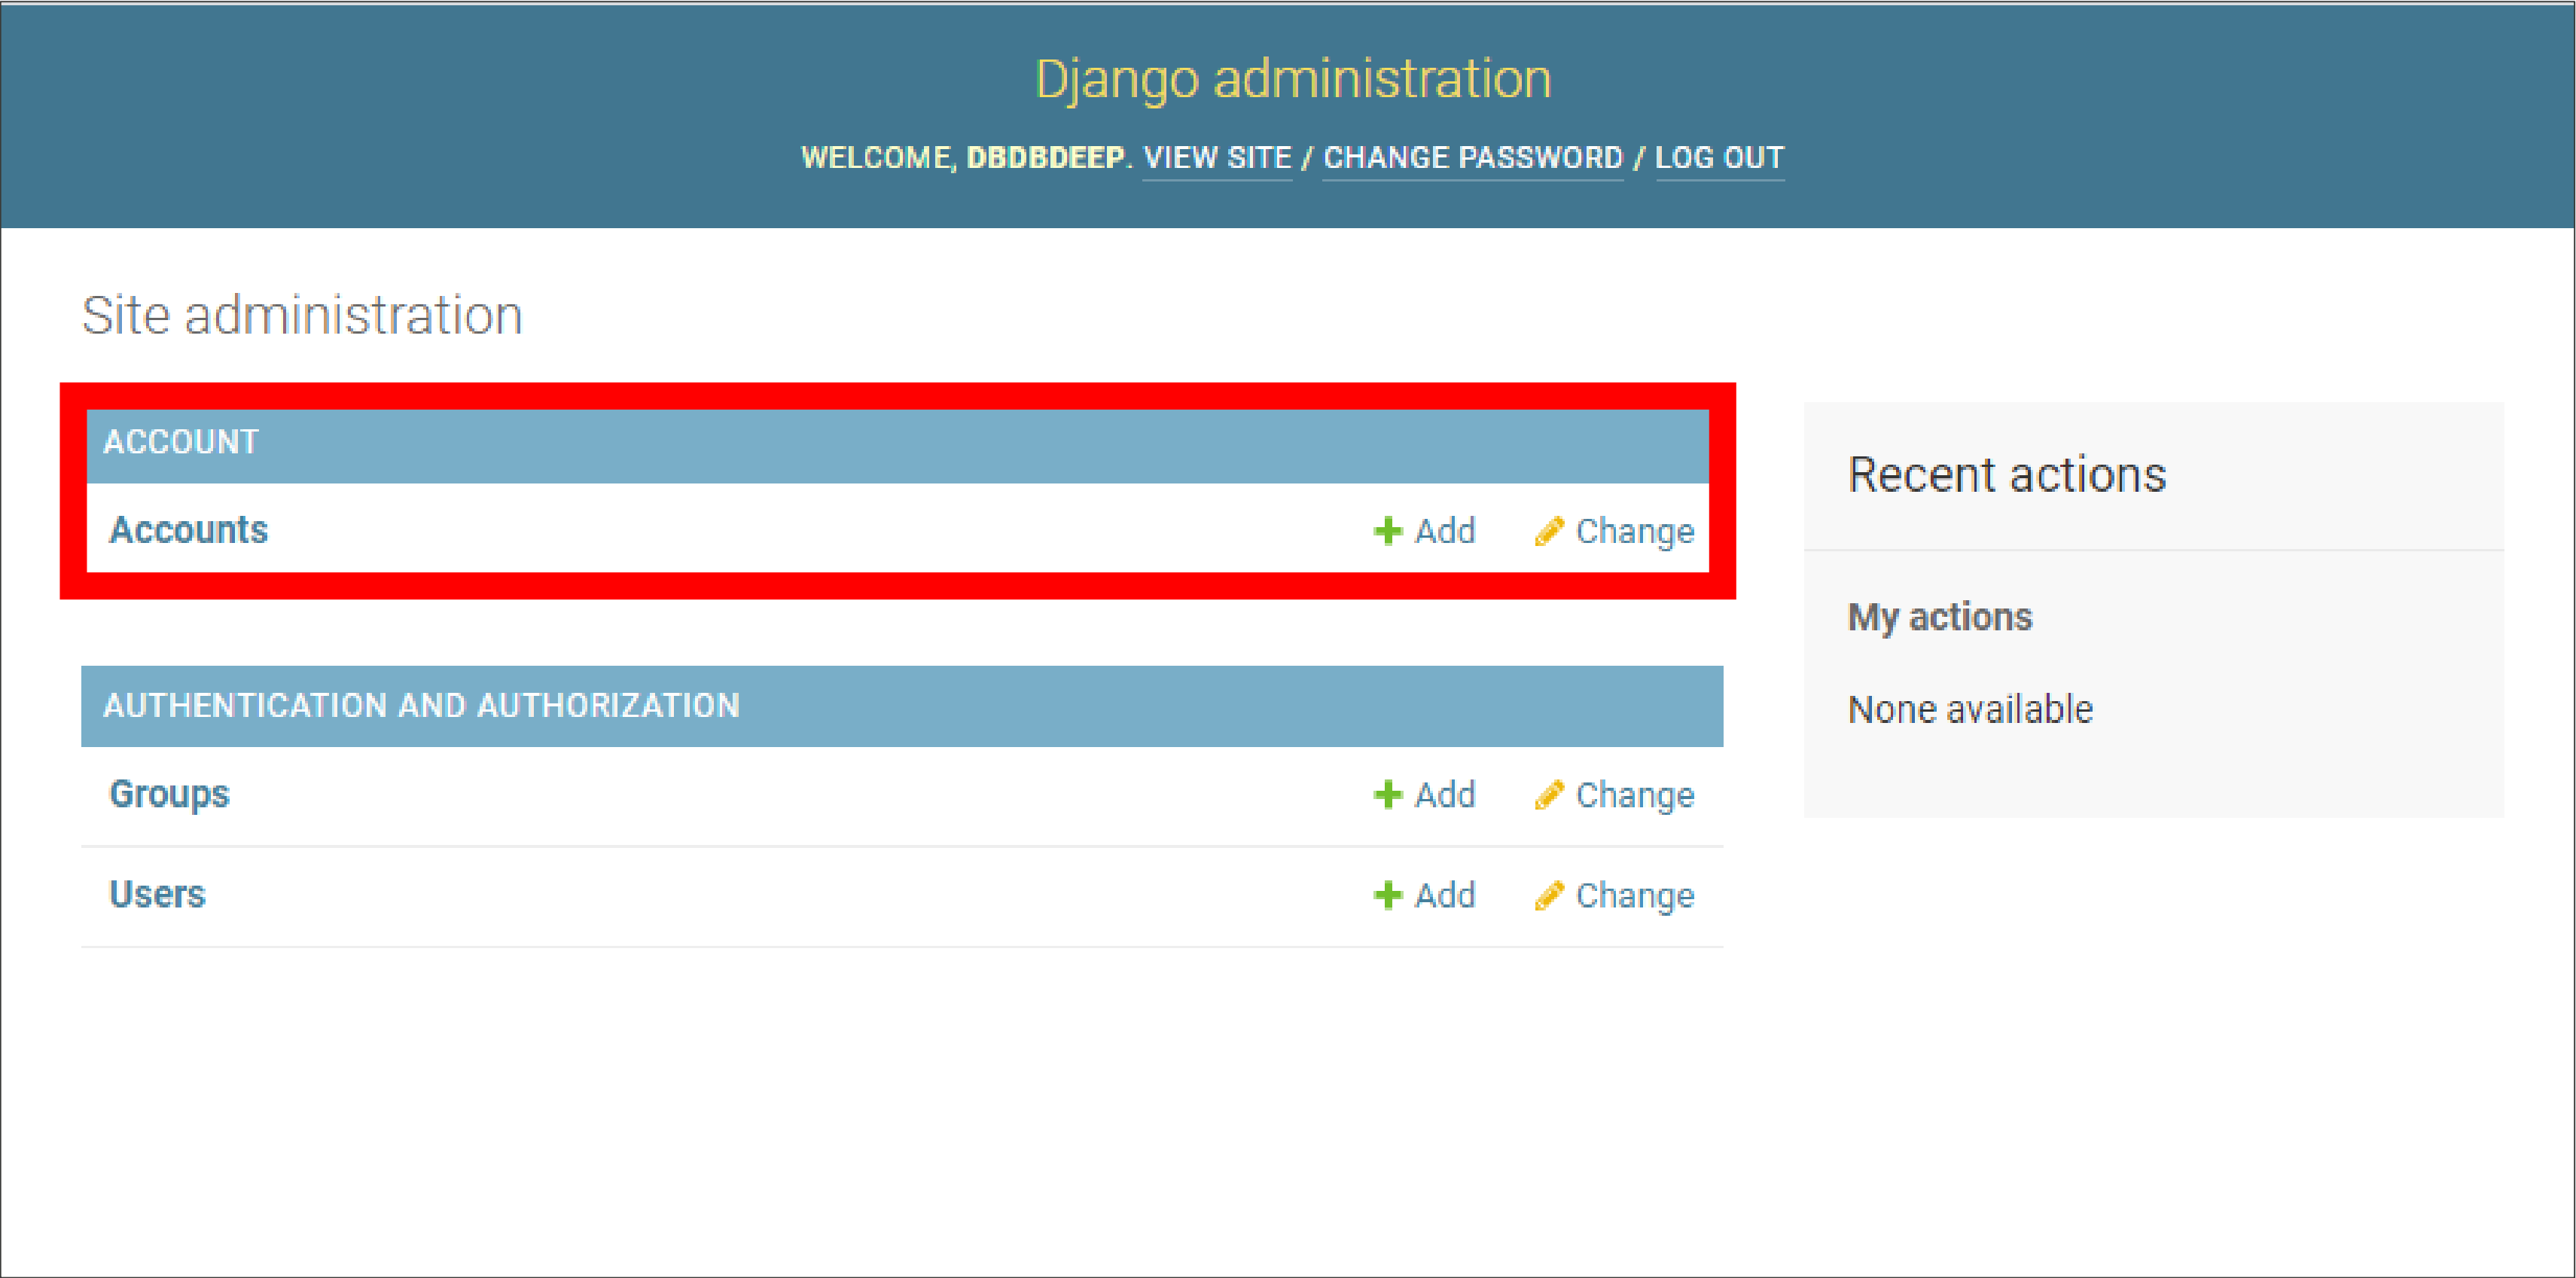 Django administration
WELCOME, DBDBDEEP. VIEW SITE / CHANGE PASSWORD / LOG OUT
Site administration
ACCOUNT
Accounts Add Change
AUTHENTICATION AND AUTHORIZATION
Groups Add Change
Users Add Change
Recent actions
My actions
None available